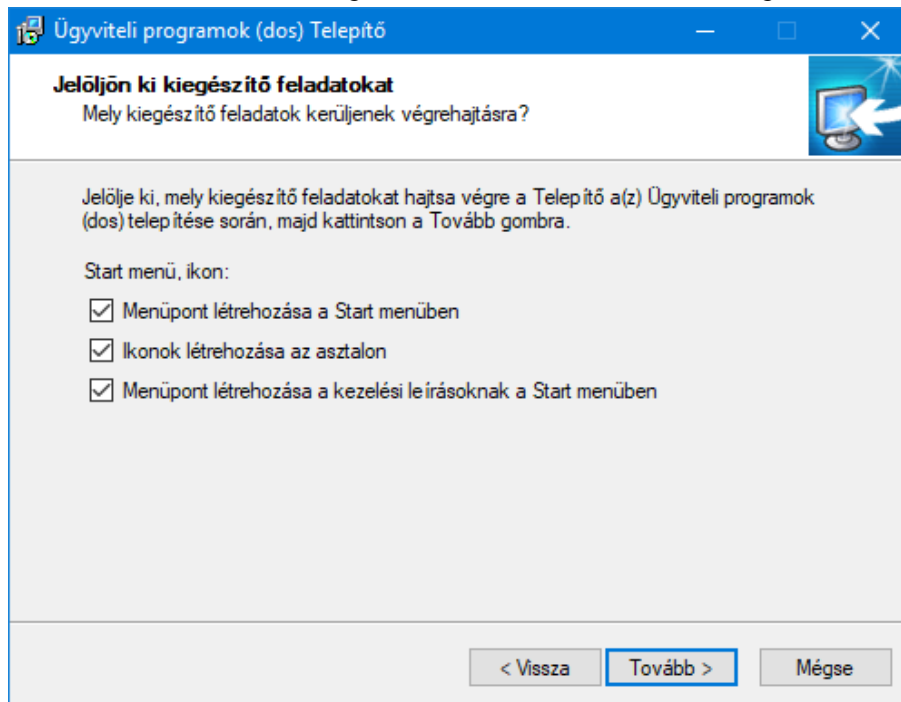 Ügyviteli programok (dos) Telepítő
Jelöljön ki kiegészítő feladatokat
Mely kiegészítő feladatok kerüljenek végrehajtásra?
Jelölje ki, mely kiegészítő feladatokat hajtsa végre a Telepítő a(z) Ügyviteli programok
(dos) telepítése során, majd kattintson a Tovább gombra.
Start menü, ikon:
Menüpont létrehozása a Start menüben
Ikonok létrehozása az asztalon
Menüpont létrehozása a kezelési leírásoknak a Start menüben
< Vissza
Tovább >
Mégse